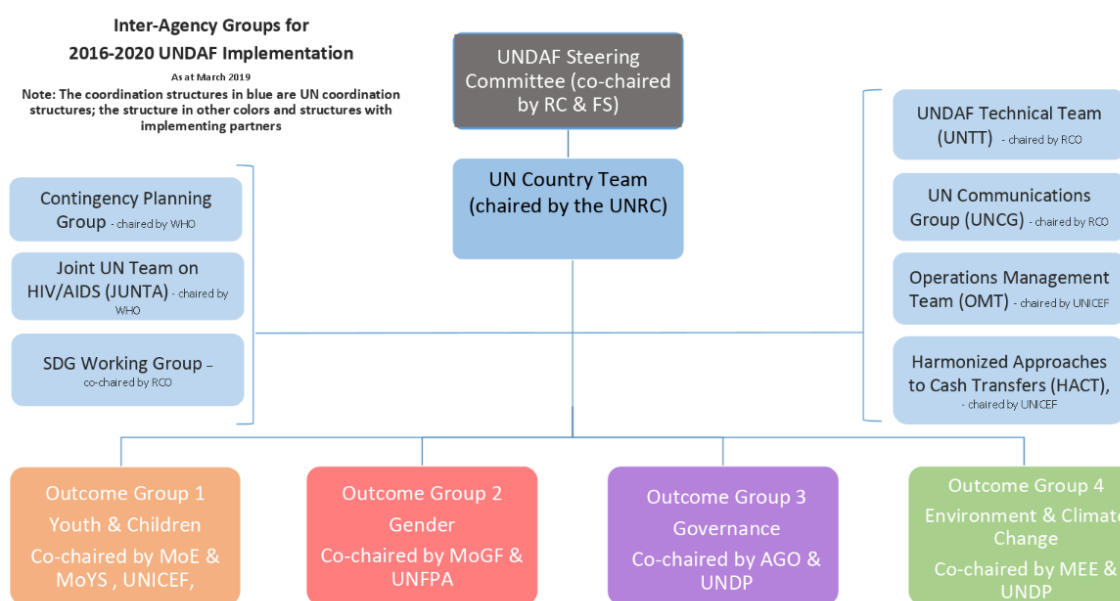 Inter-Agency Groups for
2016-2020 UNDAF Implementation
As at March 2019
Note: The coordination structures in blue are UN coordination
structures; the structure in other colors and structures with
implementing partners
UNDAF Steering
Committee (co-chaired
by RC & FS)
UN Country Team
(chaired by the UNRC)
Contingency Planning
Group - chaired by WHO
Joint UN Team on
HIV/AIDS (JUNTA) - chaired by
WHO
SDG Working Group –
co-chaired by RCO
UNDAF Technical Team
(UNTT) - chaired by RCO
UN Communications
Group (UNCG) - chaired by RCO
Operations Management
Team (OMT) - chaired by UNICEF
Harmonized Approaches
to Cash Transfers (HACT),
- chaired by UNICEF
Outcome Group 1
Youth & Children
Co-chaired by MoE &
MoYS , UNICEF,
Outcome Group 2
Gender
Co-chaired by MoGF &
UNFPA
Outcome Group 3
Governance
Co-chaired by AGO &
UNDP
Outcome Group 4
Environment & Climate
Change
Co-chaired by MEE &
UNDP